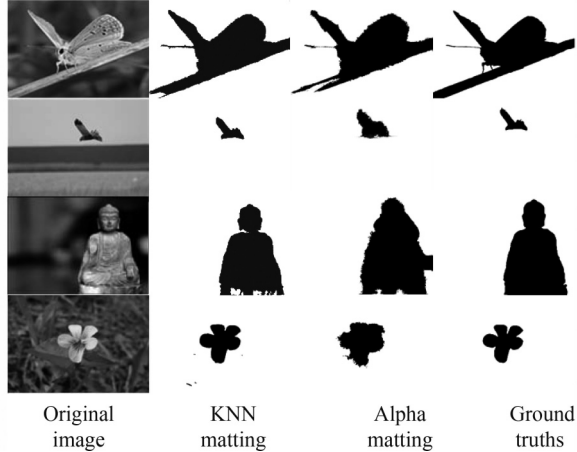 Original
image
KNN
matting
Alpha
matting
Ground
truths